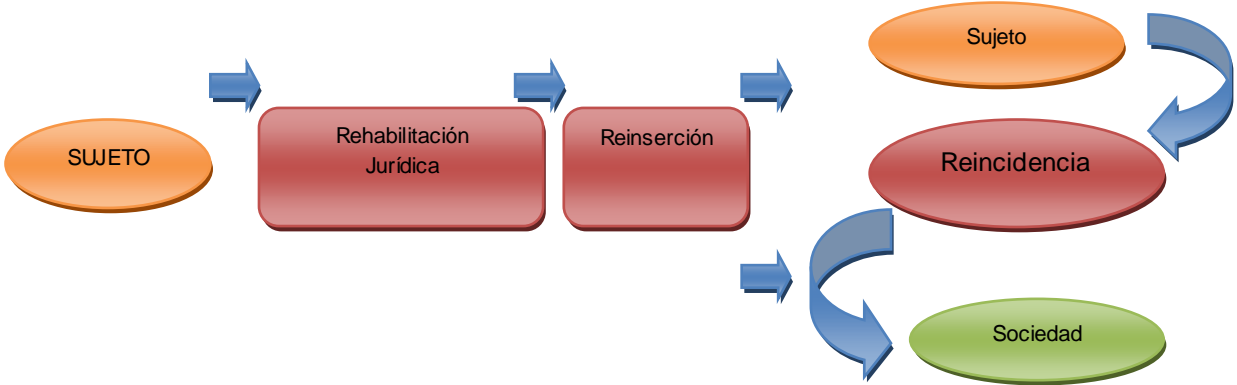 SUJETO
Rehabilitación
Jurídica
Reinserción
Sujeto
Reincidencia
Sociedad